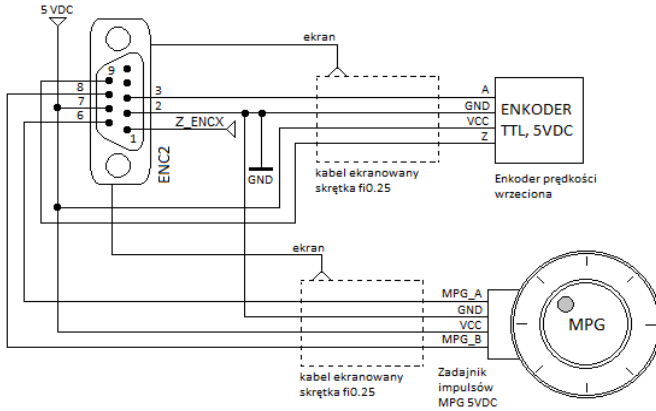 5 VDC
ekran
9
8
7
6
3
2
1
Z_ENCX
ENC2
GND
A
GND
VCC
Z
ENKODER
TTL, 5VDC
kabel ekranowany
skrętka fi0.25
Enkoder prędkości
wrzeciona
ekran
MPG_A
GND
VCC
MPG_B
MPG
kabel ekranowany
skrętka fi0.25
Zadajnik
impulsów
MPG 5VDC